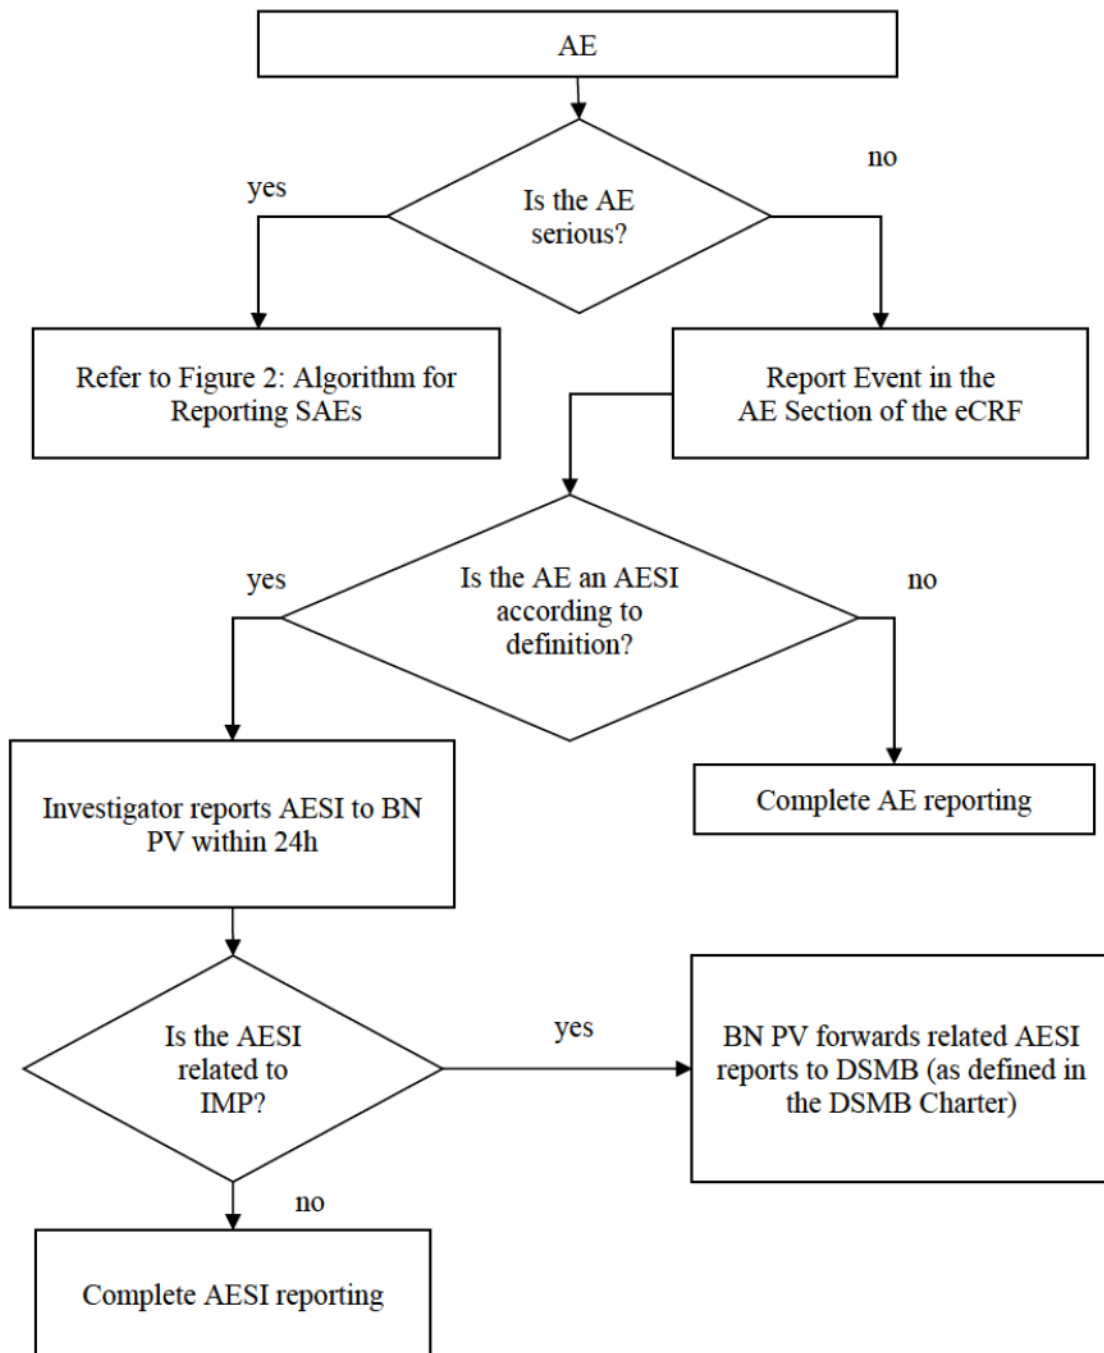 AE
yes
no
Is the AE
serious?
Refer to Figure 2: Algorithm for
Reporting SAEs
Report Event in the
AE Section of the eCRF
yes
Is the AE an AESI
according to
definition?
no
Investigator reports AESI to BN
PV within 24h
Complete AE reporting
Is the AESI
related to
IMP?
yes
BN PV forwards related AESI
reports to DSMB (as defined in
the DSMB Charter)
no
Complete AESI reporting